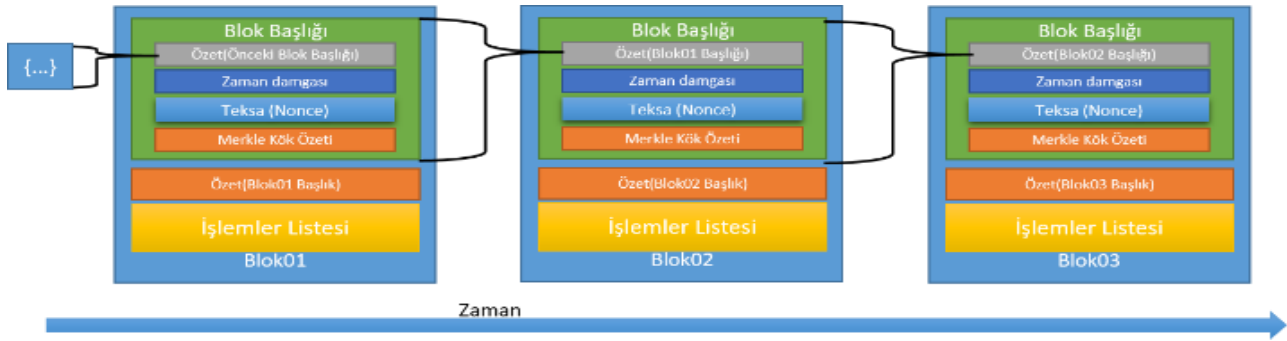 {...}
Blok Başlığı
Özet(Önceki Blok Başlığı)
Zaman damgası
Teksa (Nonce)
Merkle Kök Özeti
Özet(Blok01 Başlık)
İşlemler Listesi
Blok01
Blok Başlığı
Özet(Blok01 Başlığı)
Zaman damgası
Teksa (Nonce)
Merkle Kök Özeti
Özet(Blok02 Başlık)
İşlemler Listesi
Blok02
Blok Başlığı
Özet(Blok02 Başlığı)
Zaman damgası
Teksa (Nonce)
Merkle Kök Özeti
Özet(Blok03 Başlık)
İşlemler Listesi
Blok03
Zaman